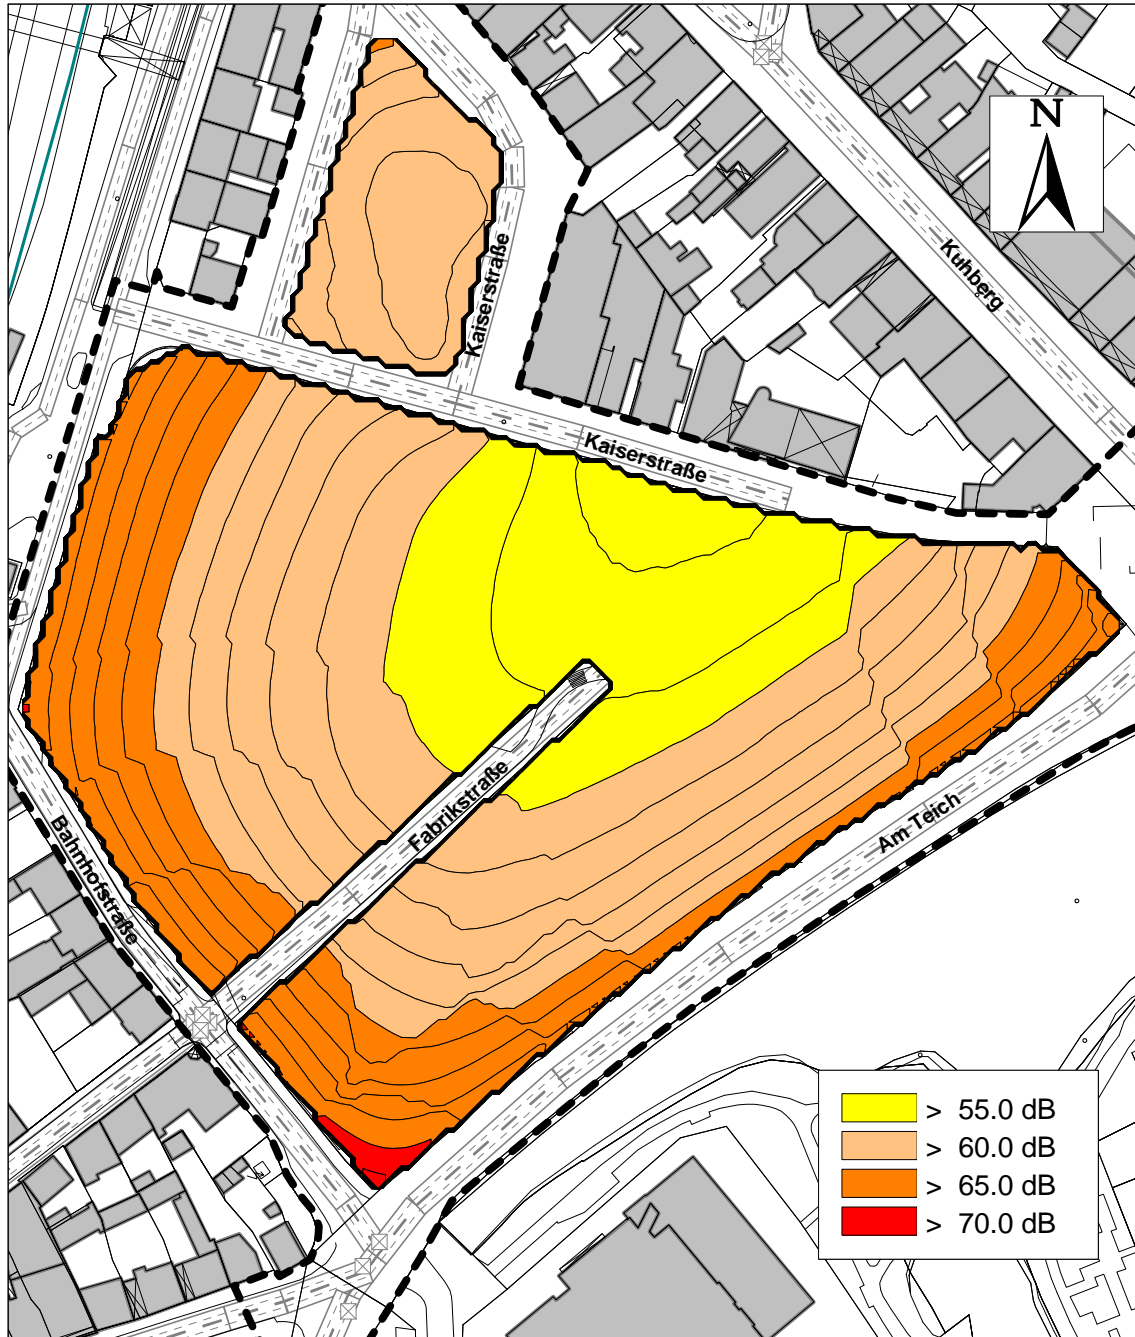 N
Kuhberg
Kaiserstraße
Kaiserstraße
Fabrikstraße
Am Teich
Bahnhofstraße
> 55.0 dB
> 60.0 dB
> 65.0 dB
> 70.0 dB